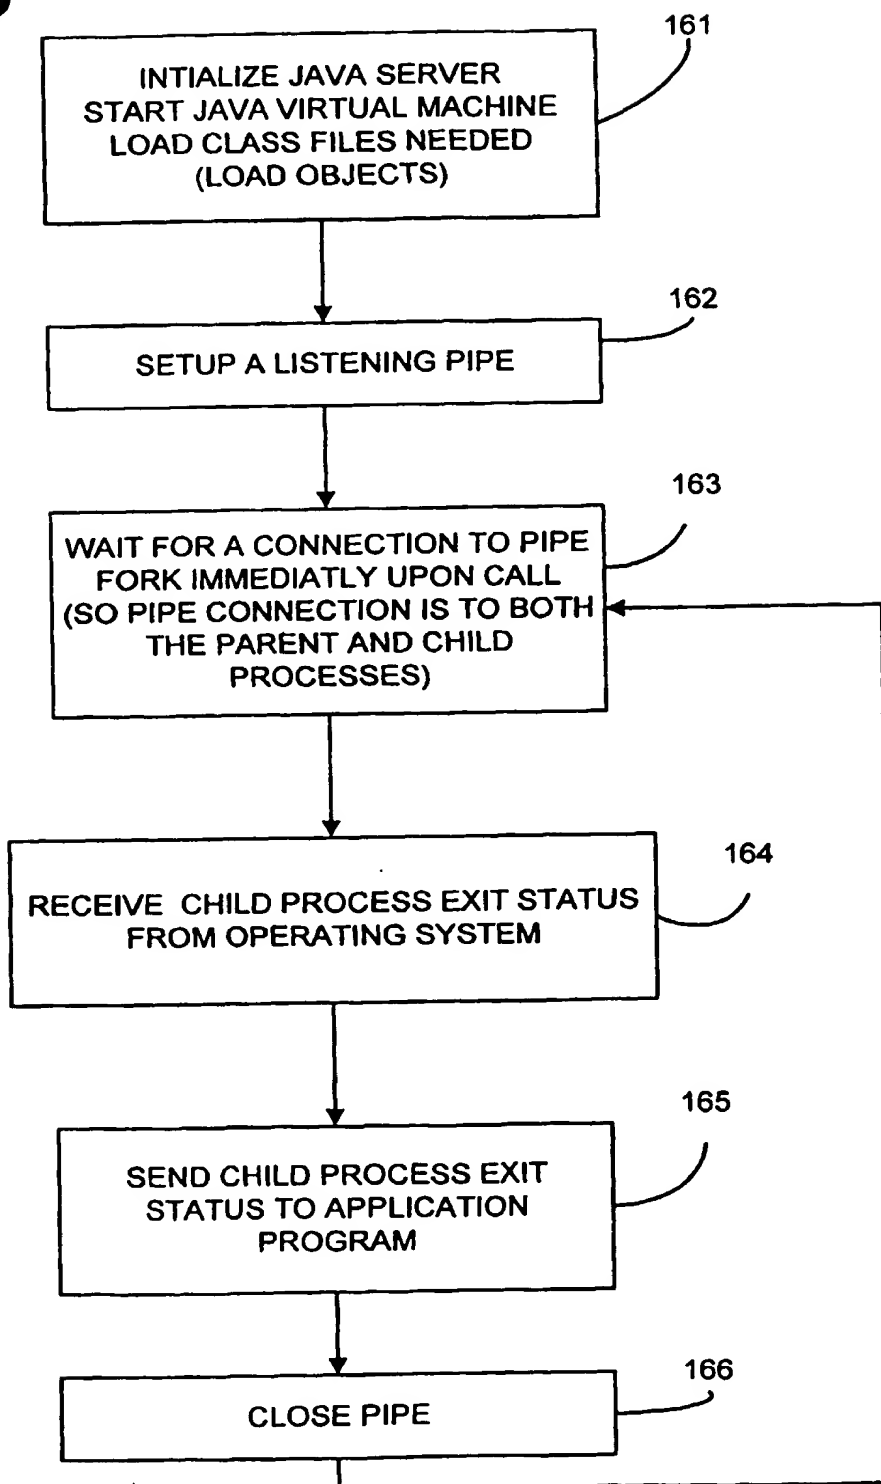 161
INTIALIZE JAVA SERVER
START JAVA VIRTUAL MACHINE
LOAD CLASS FILES NEEDED
(LOAD OBJECTS)
162
SETUP A LISTENING PIPE
163
WAIT FOR A CONNECTION TO PIPE
FORK IMMEDIATLY UPON CALL
(SO PIPE CONNECTION IS TO BOTH
THE PARENT AND CHILD
PROCESSES)
164
RECEIVE CHILD PROCESS EXIT STATUS
FROM OPERATING SYSTEM
165
SEND CHILD PROCESS EXIT
STATUS TO APPLICATION
PROGRAM
166
CLOSE PIPE